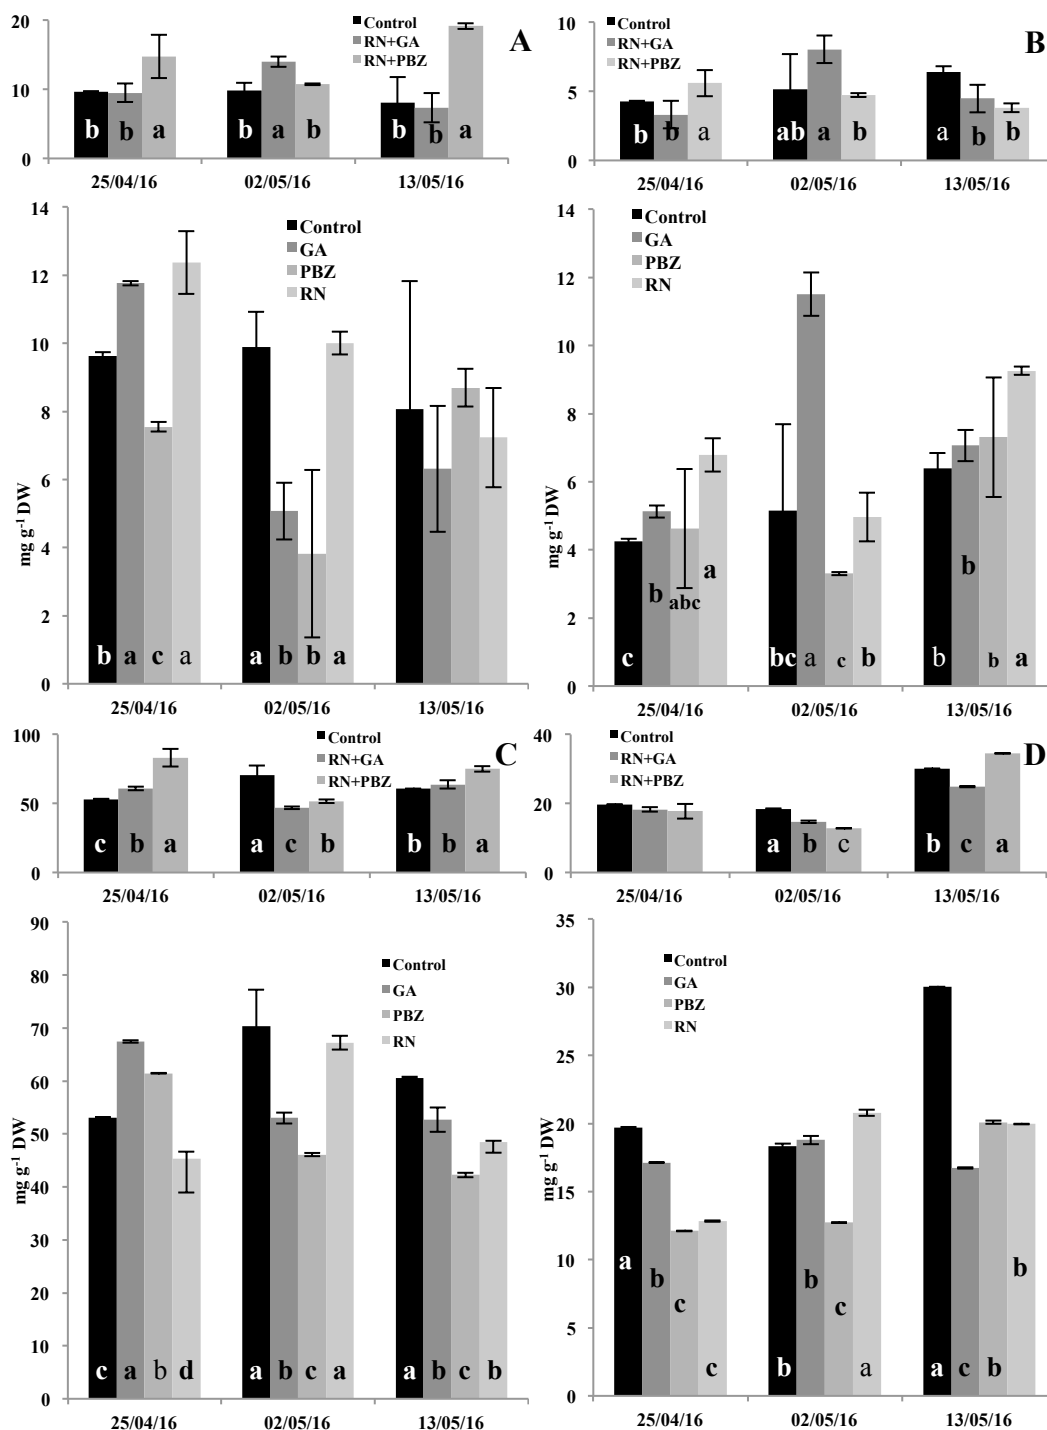 A
Control
RN+GA
RN+PBZ
20
10
0
b b a
b a b
b b a
25/04/16 02/05/16 13/05/16
B
Control
RN+GA
RN+PBZ
10
5
0
b b a
ab a b
a b b
25/04/16 02/05/16 13/05/16
Control
GA
PBZ
RN
mg g-1 DW
14
12
10
8
6
4
2
0
b a c a
a b b a
25/04/16 02/05/16 13/05/16
Control
GA
PBZ
RN
mg g-1 DW
14
12
10
8
6
4
2
0
c b abc a
bc a c b
b b b a
25/04/16 02/05/16 13/05/16
C
Control
RN+GA
RN+PBZ
100
50
0
c b a
a c b
b b a
25/04/16 02/05/16 13/05/16
D
Control
RN+GA
RN+PBZ
40
20
0
a b c
b c a
25/04/16 02/05/16 13/05/16
Control
GA
PBZ
RN
mg g-1 DW
90
80
70
60
50
40
30
20
10
0
c a b d
a b c a
a b c b
25/04/16 02/05/16 13/05/16
Control
GA
PBZ
RN
mg g-1 DW
35
30
25
20
15
10
5
0
a b c c
b b c a
a c b b
25/04/16 02/05/16 13/05/16